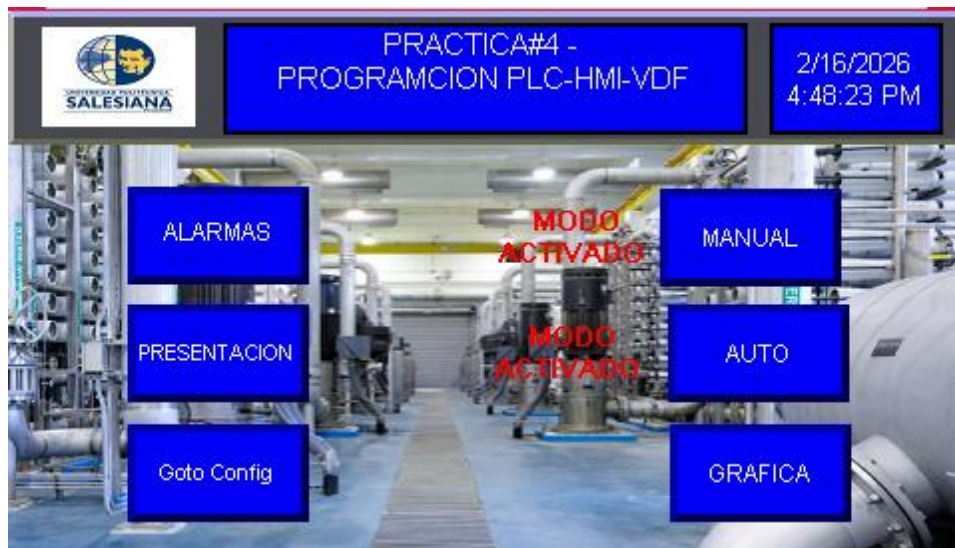 PRACTICA#4 -
PROGRAMCION PLC-HMI-VDF
2/16/2026
4:48:23 PM
UNIVERSIDAD POLITÉCNICA
SALESIANA
ALARMAS
MODO
ACTIVADO
MANUAL
PRESENTACION
MODO
ACTIVADO
AUTO
Goto Config
GRAFICA